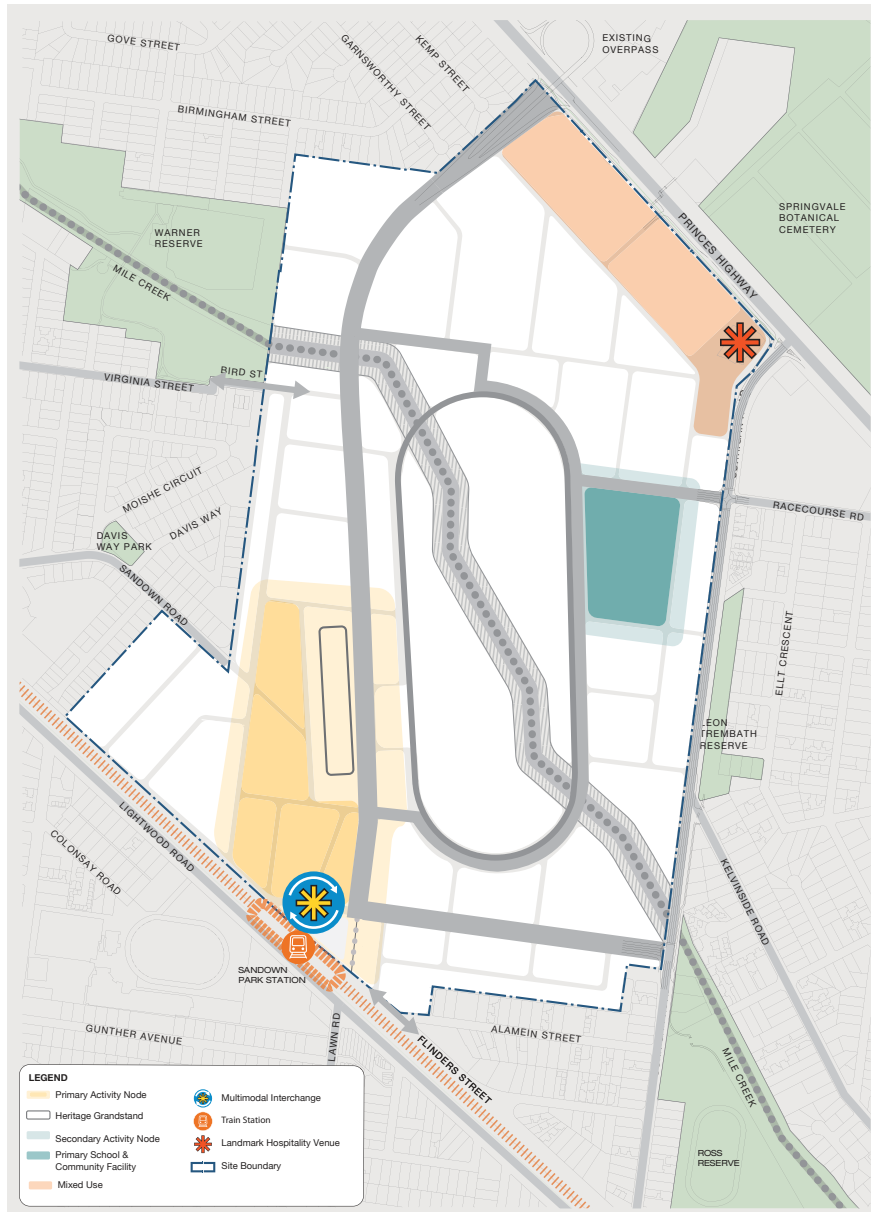 GOVE STREET
KEMP STREET
GARNSWORTHY STREET
EXISTING
OVERPASS
BIRMINGHAM STREET
SPRINGVALE
BOTANICAL
CEMETERY
WARNER
RESERVE
PRINCES HIGHWAY
MILE CREEK
BIRD ST
VIRGINIA STREET
MOISHE CIRCUIT
DAVIS WAY
RACECOURSE RD
DAVIS
WAY PARK
SANDOWN ROAD
ELLT CRESCENT
LEON
TREMBATH
RESERVE
LIGHTWOOD ROAD
COLONSAY ROAD
KELVINSIDE ROAD
SANDOWN
PARK STATION
GUNTHER AVENUE
LAWN RD
ALAMEIN STREET
FLINDERS STREET
MILE CREEK
ROSS
RESERVE
LEGEND
Primary Activity Node
Heritage Grandstand
Secondary Activity Node
Primary School &
Community Facility
Mixed Use
Multimodal Interchange
Train Station
Landmark Hospitality Venue
Site Boundary